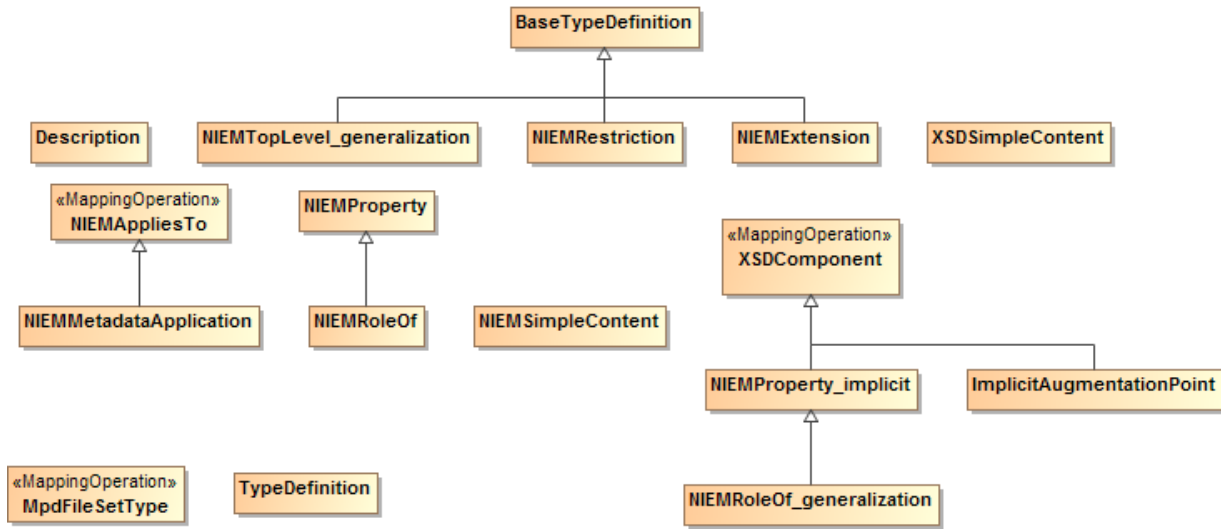 BaseTypeDefinition
Description
NIEMTopLevel_generalization
NIEMRestriction
NIEMExtension
XSDSimpleContent
«MappingOperation»
NIEMAppliesTo
NIEMProperty
«MappingOperation»
XSDComponent
NIEMMetadataApplication
NIEMRoleOf
NIEMSimpleContent
NIEMProperty_implicit
ImplicitAugmentationPoint
«MappingOperation»
MpdFileSetType
TypeDefinition
NIEMRoleOf_generalization